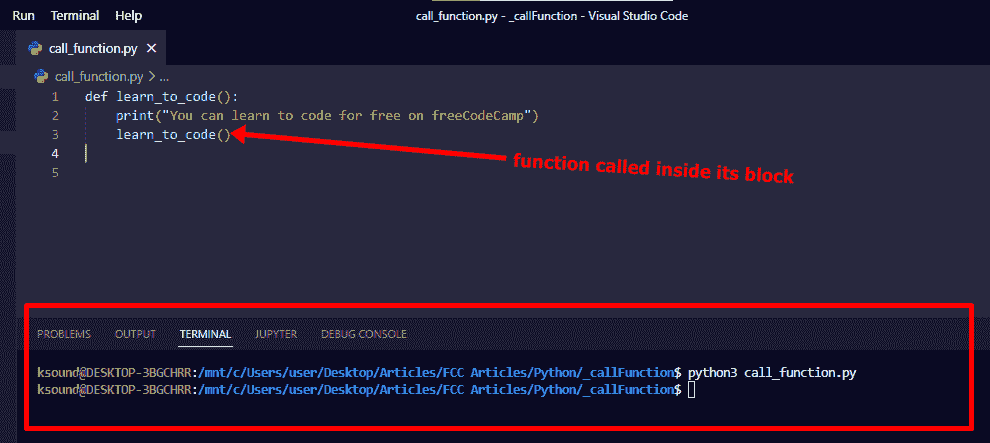 Run Terminal Help call_function.py - _callFunction - Visual Studio Code
call_function.py ✕
call_function.py > ...
1 def learn_to_code():
2     print("You can learn to code for free on freeCodeCamp")
3     learn_to_code()
4
5
function called inside its block
PROBLEMS OUTPUT TERMINAL JUPYTER DEBUG CONSOLE
ksound@DESKTOP-3BGCHRR:/mnt/c/Users/user/Desktop/Articles/FCC Articles/Python/_callFunction$ python3 call_function.py
ksound@DESKTOP-3BGCHRR:/mnt/c/Users/user/Desktop/Articles/FCC Articles/Python/_callFunction$